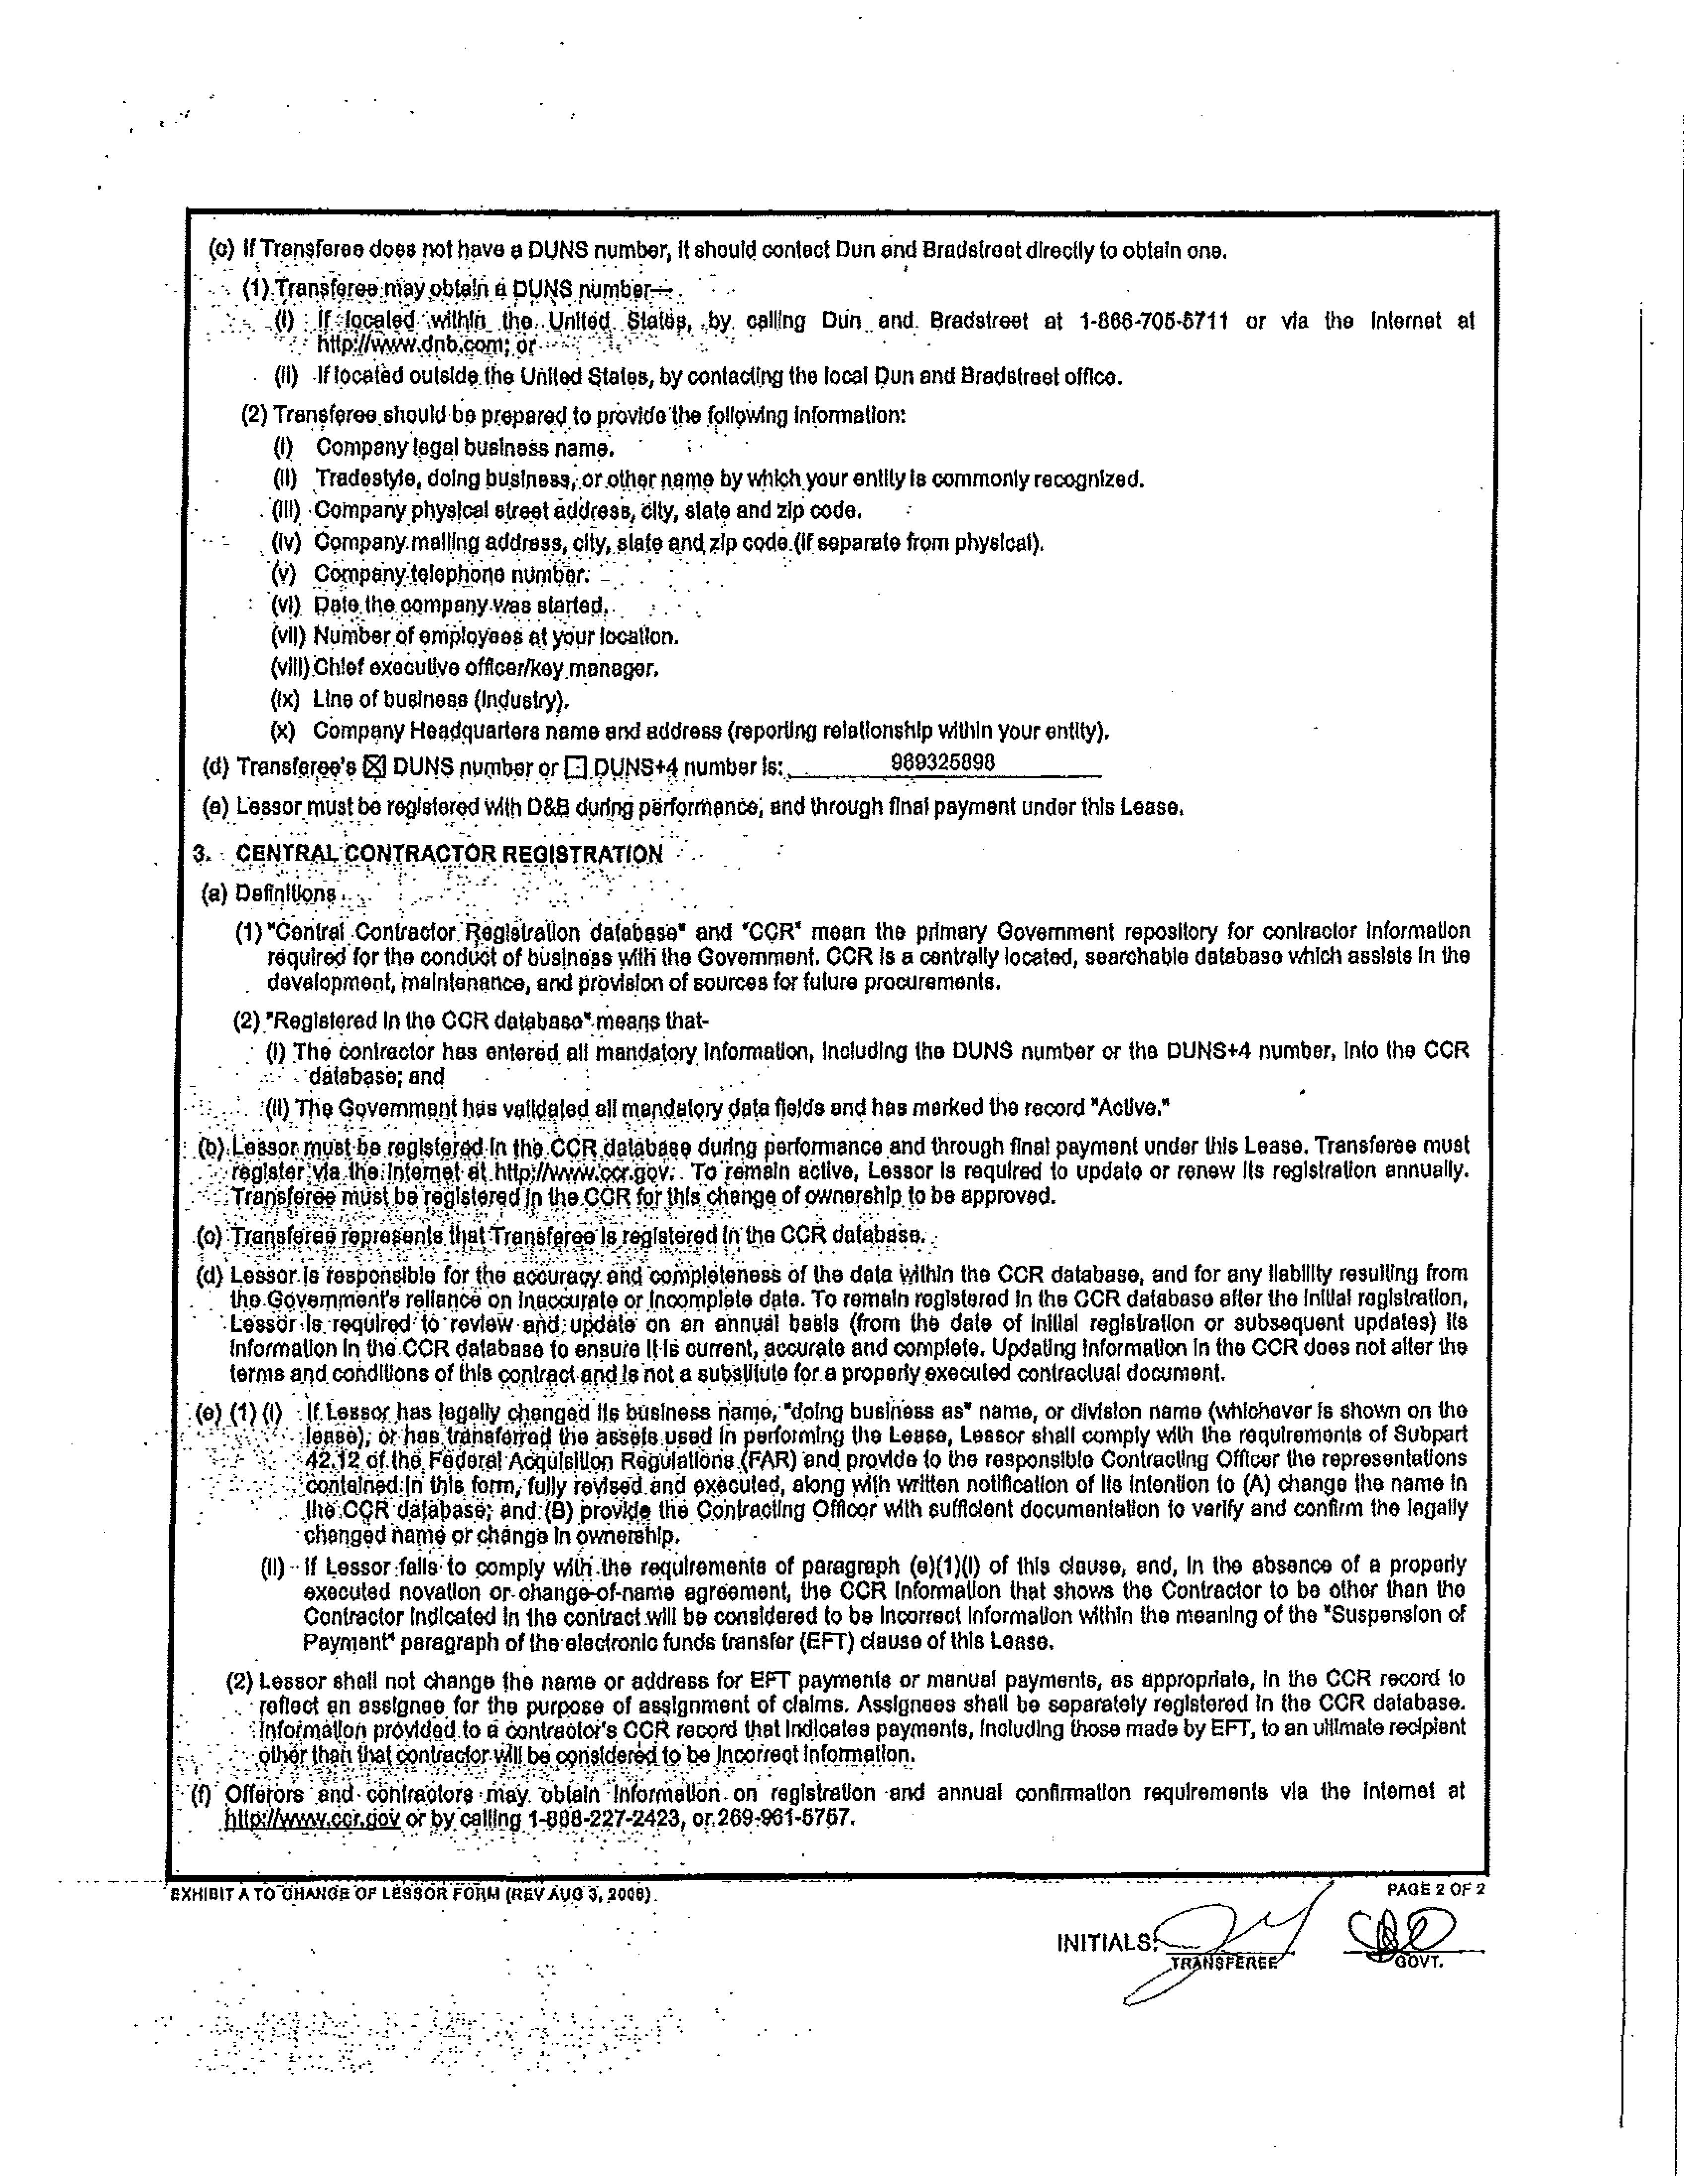 (c) If Transferee does not have a DUNS number, it should contact Dun and Bradstreet directly to obtain one.
(1) Transferee may obtain a DUNS number—
(i) If located within the United States, by calling Dun and Bradstreet at 1-866-705-5711 or via the Internet at
http://www.dnb.com; or
(ii) If located outside the United States, by contacting the local Dun and Bradstreet office.
(2) Transferee should be prepared to provide the following information:
(i) Company legal business name.
(ii) Tradestyle, doing business, or other name by which your entity is commonly recognized.
(iii) Company physical street address, city, state and zip code.
(iv) Company mailing address, city, state and zip code (if separate from physical).
(v) Company telephone number.
(vi) Date the company was started.
(vii) Number of employees at your location.
(viii) Chief executive officer/key manager.
(ix) Line of business (industry).
(x) Company Headquarters name and address (reporting relationship within your entity).
(d) Transferee's ☒ DUNS number or ☐ DUNS+4 number is: 969325898
(e) Lessor must be registered with D&B during performance, and through final payment under this Lease.
3. CENTRAL CONTRACTOR REGISTRATION
(a) Definitions
(1) "Central Contractor Registration database" and "CCR" mean the primary Government repository for contractor information
required for the conduct of business with the Government. CCR is a centrally located, searchable database which assists in the
development, maintenance, and provision of sources for future procurements.
(2) "Registered in the CCR database" means that-
(i) The contractor has entered all mandatory information, including the DUNS number or the DUNS+4 number, into the CCR
database; and
(ii) The Government has validated all mandatory data fields and has marked the record "Active."
(b) Lessor must be registered in the CCR database during performance and through final payment under this Lease. Transferee must
register via the Internet at http://www.ccr.gov. To remain active, Lessor is required to update or renew its registration annually.
Transferee must be registered in the CCR for this change of ownership to be approved.
(c) Transferee represents that Transferee is registered in the CCR database.
(d) Lessor is responsible for the accuracy and completeness of the data within the CCR database, and for any liability resulting from
the Government's reliance on inaccurate or incomplete data. To remain registered in the CCR database after the initial registration,
Lessor is required to review and update on an annual basis (from the date of initial registration or subsequent updates) its
information in the CCR database to ensure it is current, accurate and complete. Updating information in the CCR does not alter the
terms and conditions of this contract and is not a substitute for a properly executed contractual document.
(e) (1) (i) If Lessor has legally changed its business name, "doing business as" name, or division name (whichever is shown on the
lease), or has transferred the assets used in performing the Lease, Lessor shall comply with the requirements of Subpart
42.12 of the Federal Acquisition Regulations (FAR) and provide to the responsible Contracting Officer the representations
contained in this form, fully revised and executed, along with written notification of its intention to (A) change the name in
the CCR database; and (B) provide the Contracting Officer with sufficient documentation to verify and confirm the legally
changed name or change in ownership.
(ii) If Lessor fails to comply with the requirements of paragraph (e)(1)(i) of this clause, and, in the absence of a properly
executed novation or change-of-name agreement, the CCR information that shows the Contractor to be other than the
Contractor indicated in the contract will be considered to be incorrect information within the meaning of the "Suspension of
Payment" paragraph of the electronic funds transfer (EFT) clause of this Lease.
(2) Lessor shall not change the name or address for EFT payments or manual payments, as appropriate, in the CCR record to
reflect an assignee for the purpose of assignment of claims. Assignees shall be separately registered in the CCR database.
Information provided to a contractor's CCR record that indicates payments, including those made by EFT, to an ultimate recipient
other than that contractor will be considered to be incorrect information.
(f) Offerors and contractors may obtain information on registration and annual confirmation requirements via the Internet at
http://www.ccr.gov or by calling 1-888-227-2423, or 269-961-5757.
EXHIBIT A TO CHANGE OF LESSOR FORM (REV AUG 3, 2006)
PAGE 2 OF 2
INITIALS:
TRANSFEREE
GOVT.